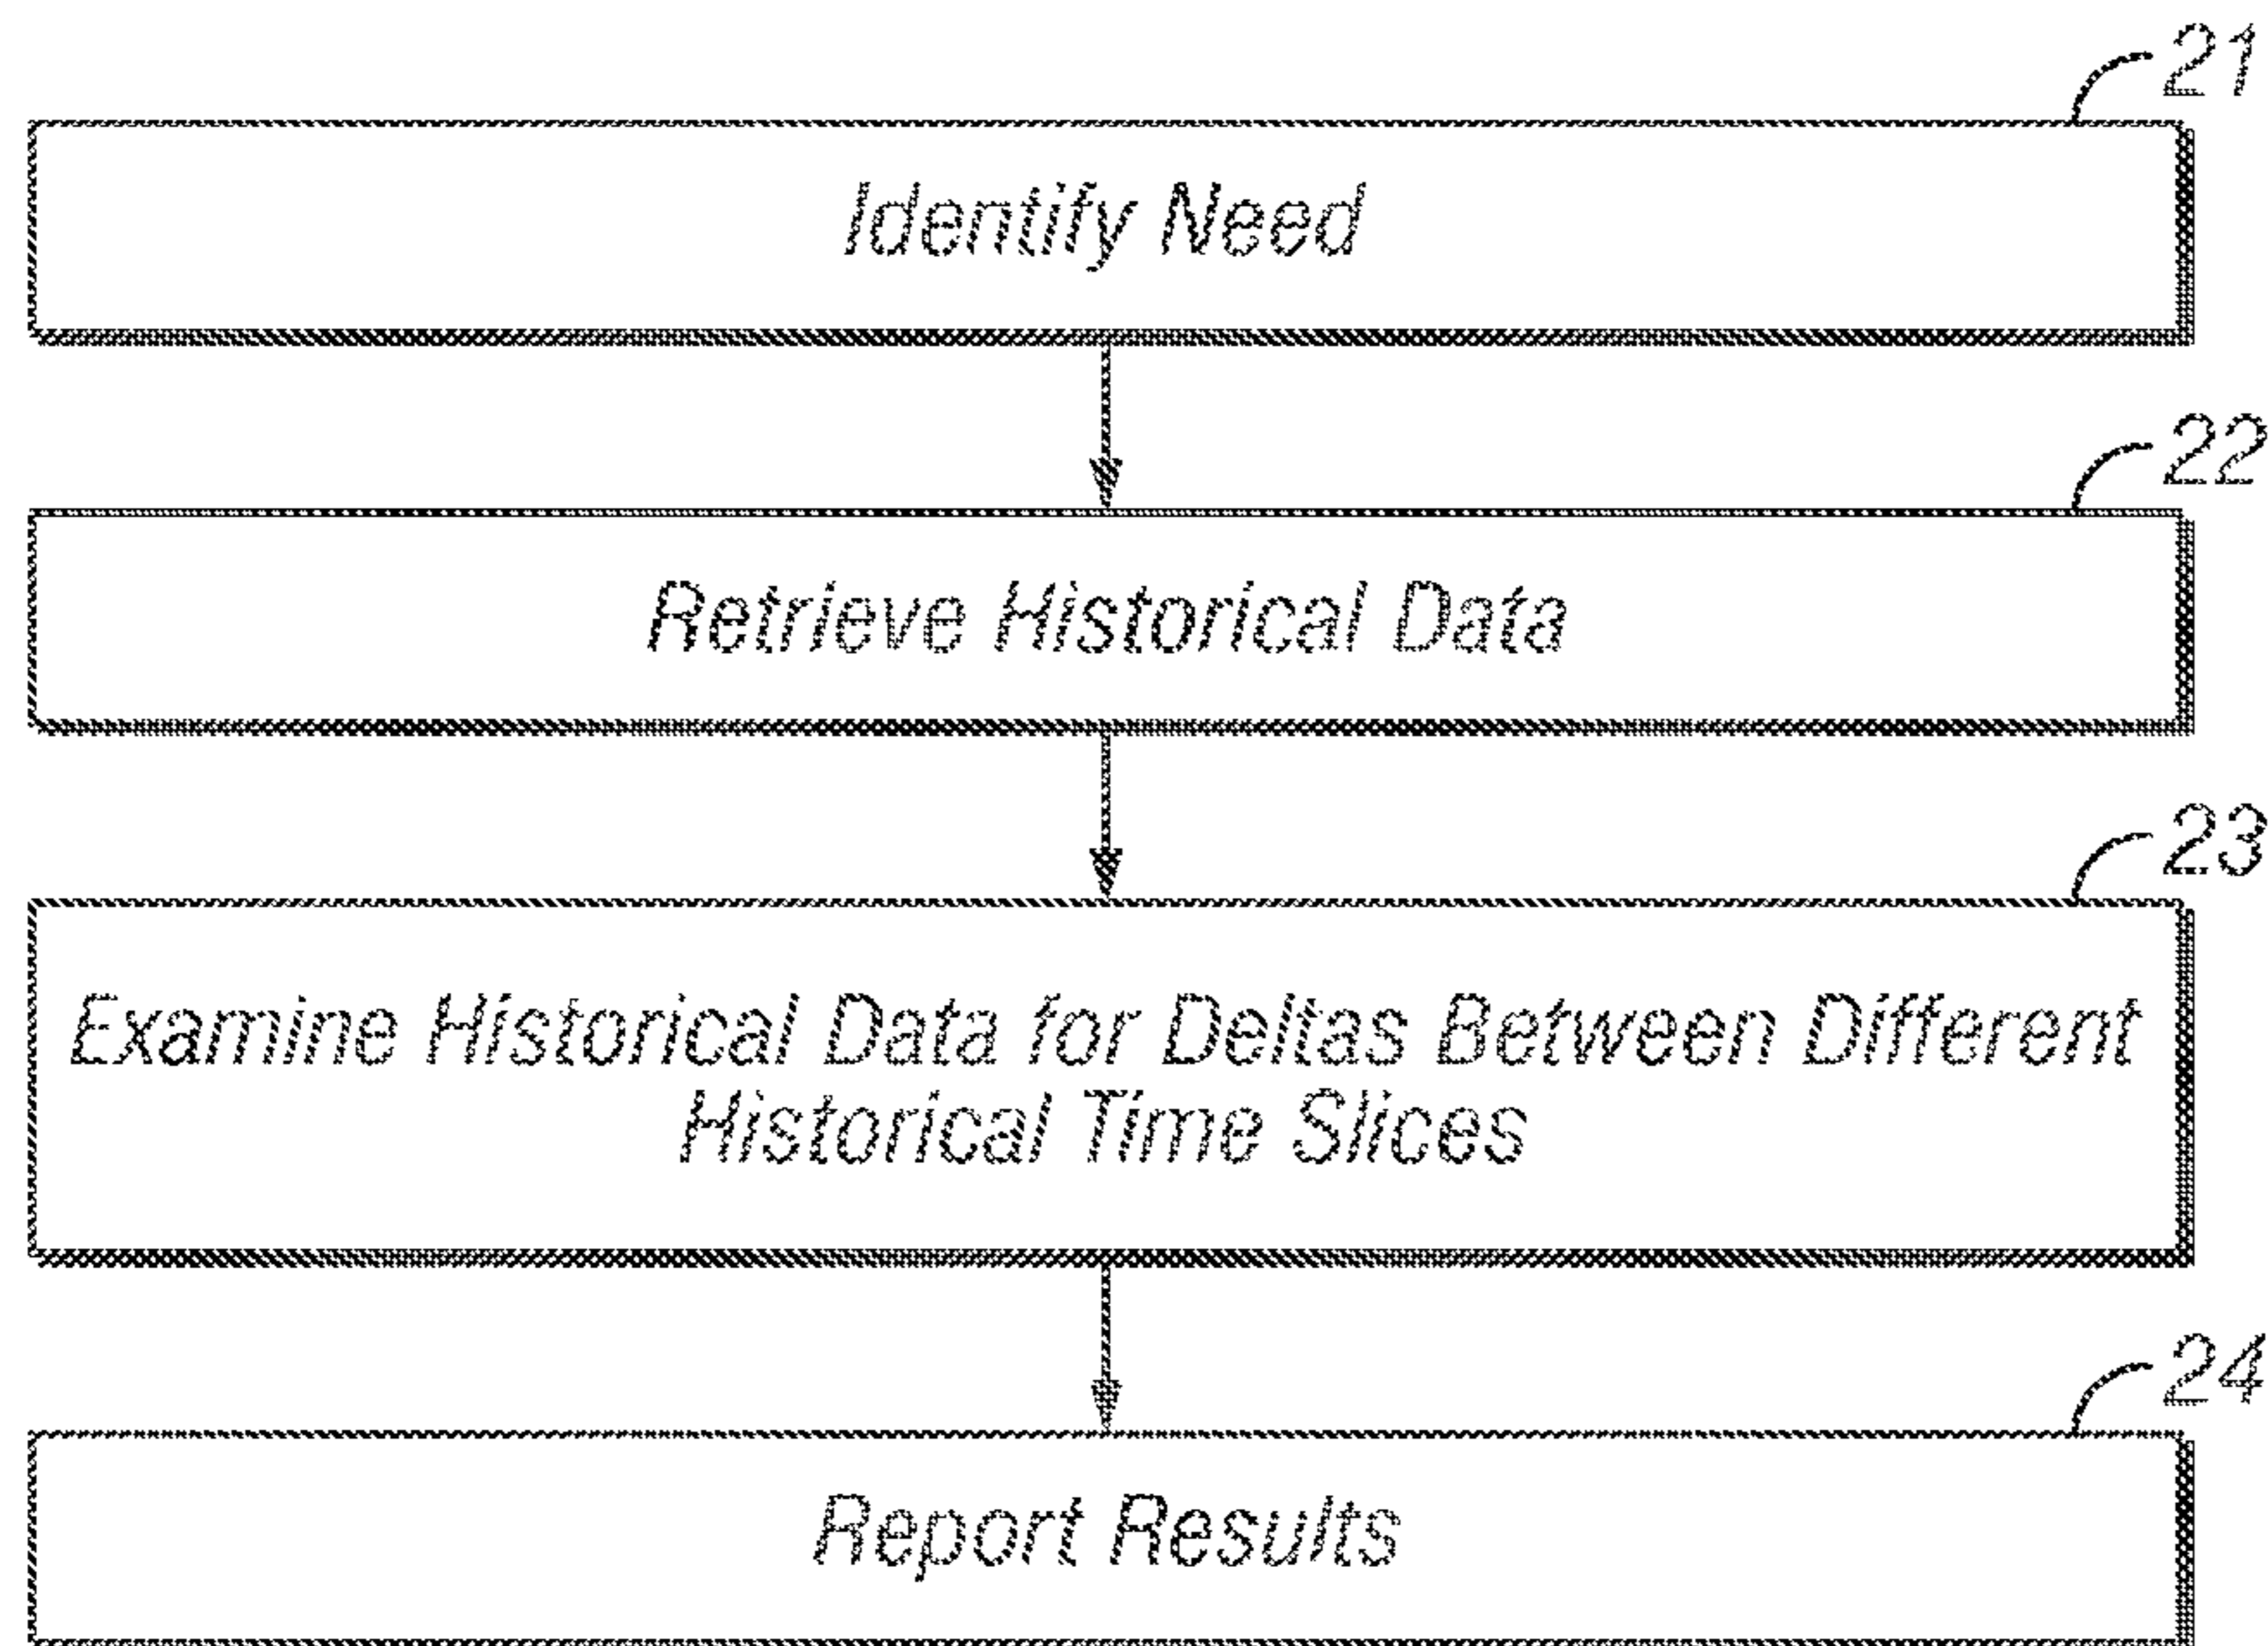 21
Identify Need
22
Retrieve Historical Data
23
Examine Historical Data for Deltas Between Different
Historical Time Slices
24
Report Results